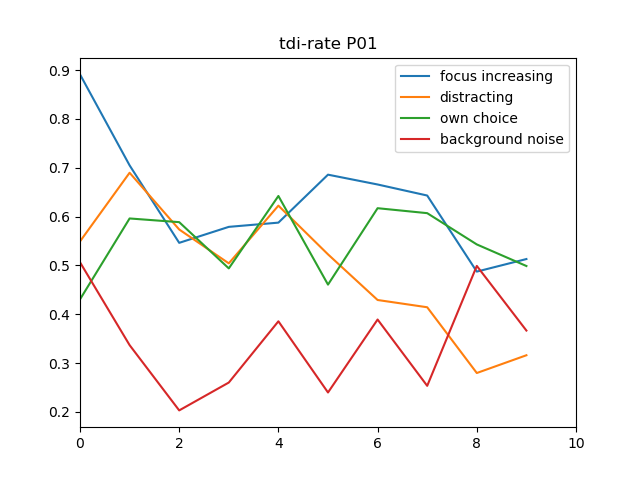 tdi-rate P01
focus increasing
distracting
own choice
background noise
0.9
0.8
0.7
0.6
0.5
0.4
0.3
0.2
0 2 4 6 8 10